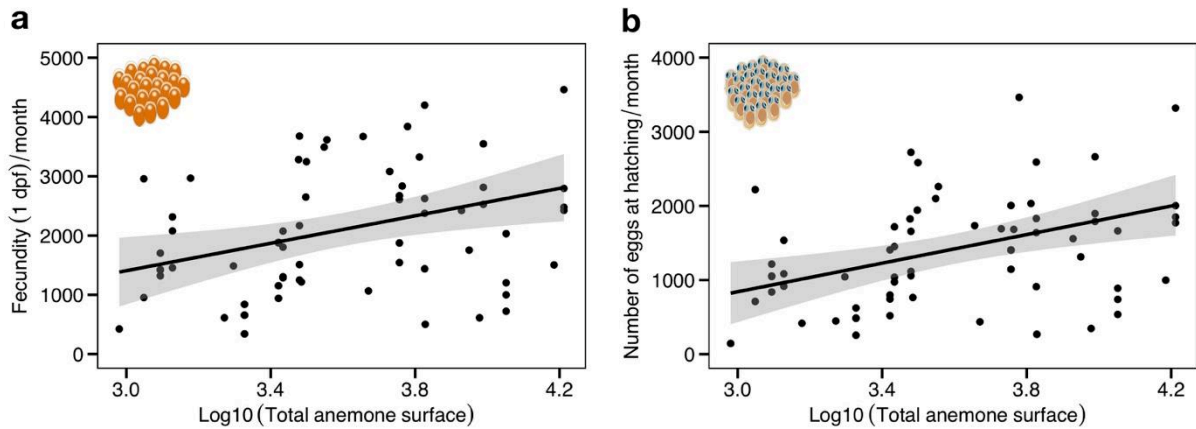 a
Fecundity (1 dpf)/month
5000
4000
3000
2000
1000
0
3.0 3.4 3.8 4.2
Log10 (Total anemone surface)
b
Number of eggs at hatching/month
4000
3000
2000
1000
0
3.0 3.4 3.8 4.2
Log10 (Total anemone surface)